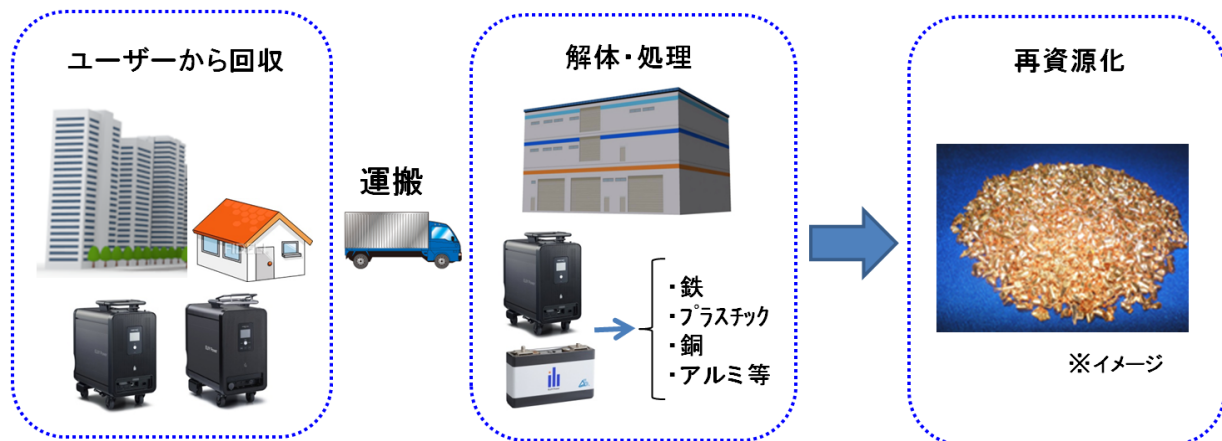 ユーザーから回収
運搬
解体・処理
・鉄
・プラスチック
・銅
・アルミ等
再資源化
※イメージ